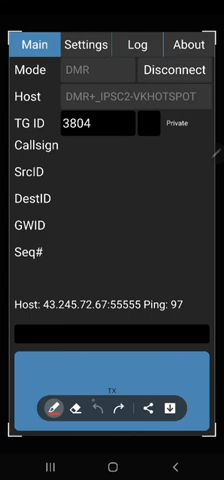 Main Settings Log About
Mode DMR Disconnect
Host DMR+_IPSC2-VKHOTSPOT
TG ID 3804 Private
Callsign
SrcID
DestID
GWID
Seq#
Host: 43.245.72.67:55555 Ping: 97
TX